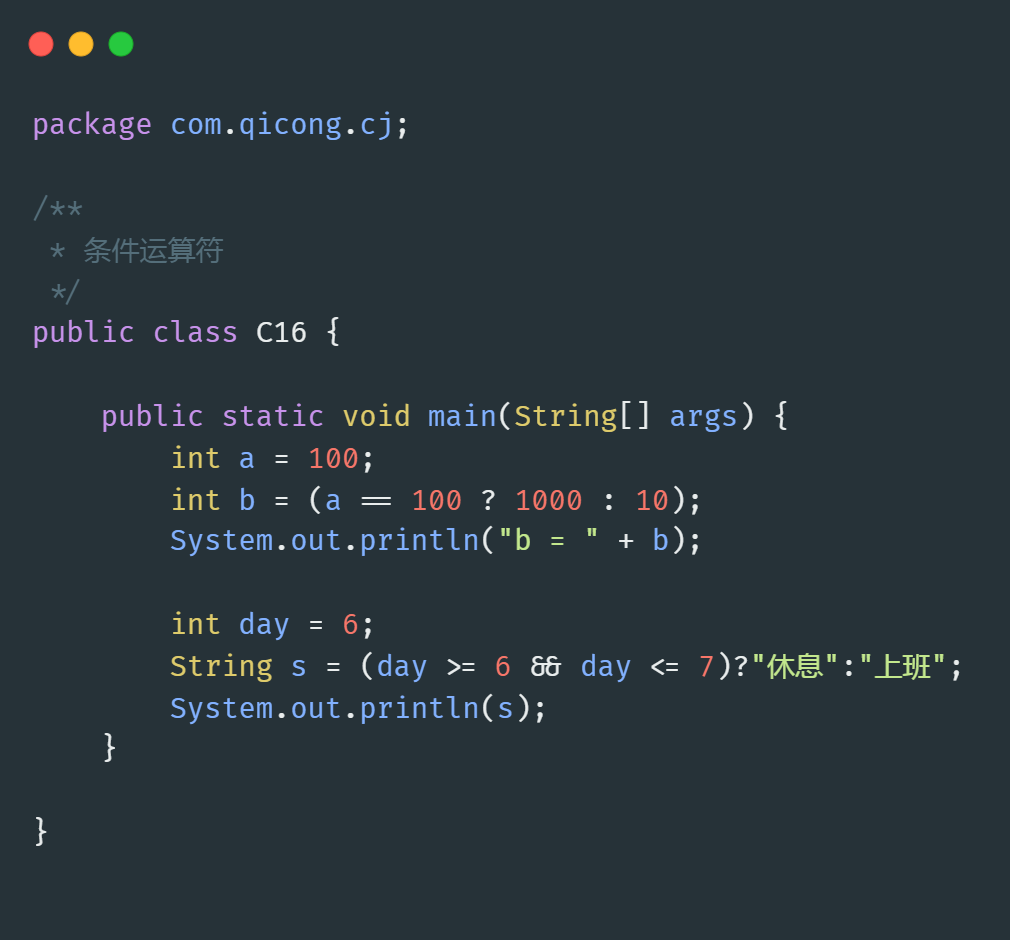 package com.qicong.cj;
/**
 * 条件运算符
 */
public class C16 {
    public static void main(String[] args) {
        int a = 100;
        int b = (a == 100 ? 1000 : 10);
        System.out.println("b = " + b);
        int day = 6;
        String s = (day >= 6 && day <= 7)?"休息":"上班";
        System.out.println(s);
    }
}